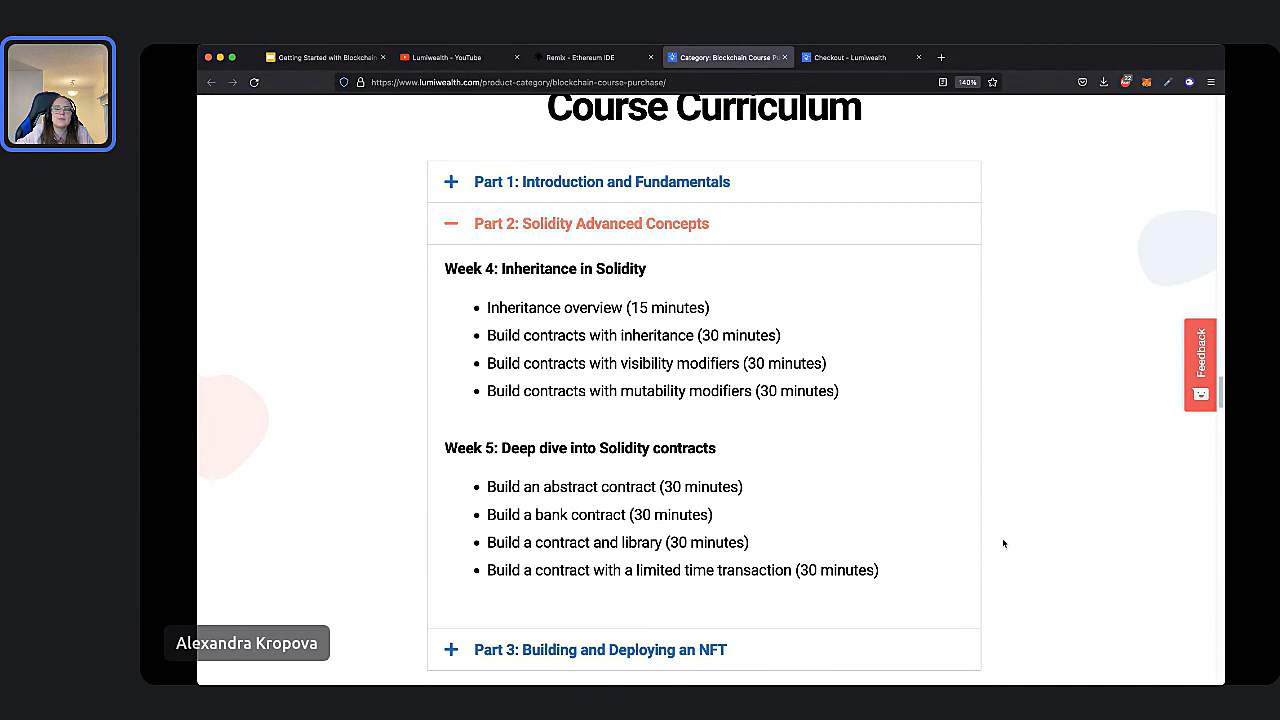 Getting Started with Blockchain
Lumiwealth - YouTube
Remix - Ethereum IDE
Category: Blockchain Course Pu
Checkout - Lumiwealth
https://www.lumiwealth.com/product-category/blockchain-course-purchase/
140%
22
Course Curriculum
Part 1: Introduction and Fundamentals
Part 2: Solidity Advanced Concepts
Week 4: Inheritance in Solidity
• Inheritance overview (15 minutes)
• Build contracts with inheritance (30 minutes)
• Build contracts with visibility modifiers (30 minutes)
• Build contracts with mutability modifiers (30 minutes)
Week 5: Deep dive into Solidity contracts
• Build an abstract contract (30 minutes)
• Build a bank contract (30 minutes)
• Build a contract and library (30 minutes)
• Build a contract with a limited time transaction (30 minutes)
Part 3: Building and Deploying an NFT
Feedback
Alexandra Kropova